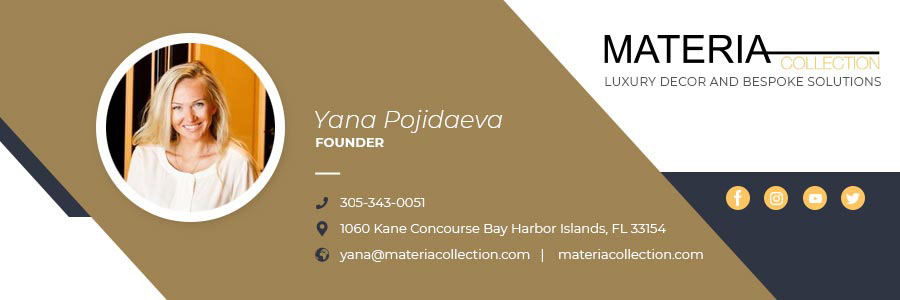 MATERIA
COLLECTION
LUXURY DECOR AND BESPOKE SOLUTIONS
Yana Pojidaeva
FOUNDER
305-343-0051
1060 Kane Concourse Bay Harbor Islands, FL 33154
yana@materiacollection.com | materiacollection.com